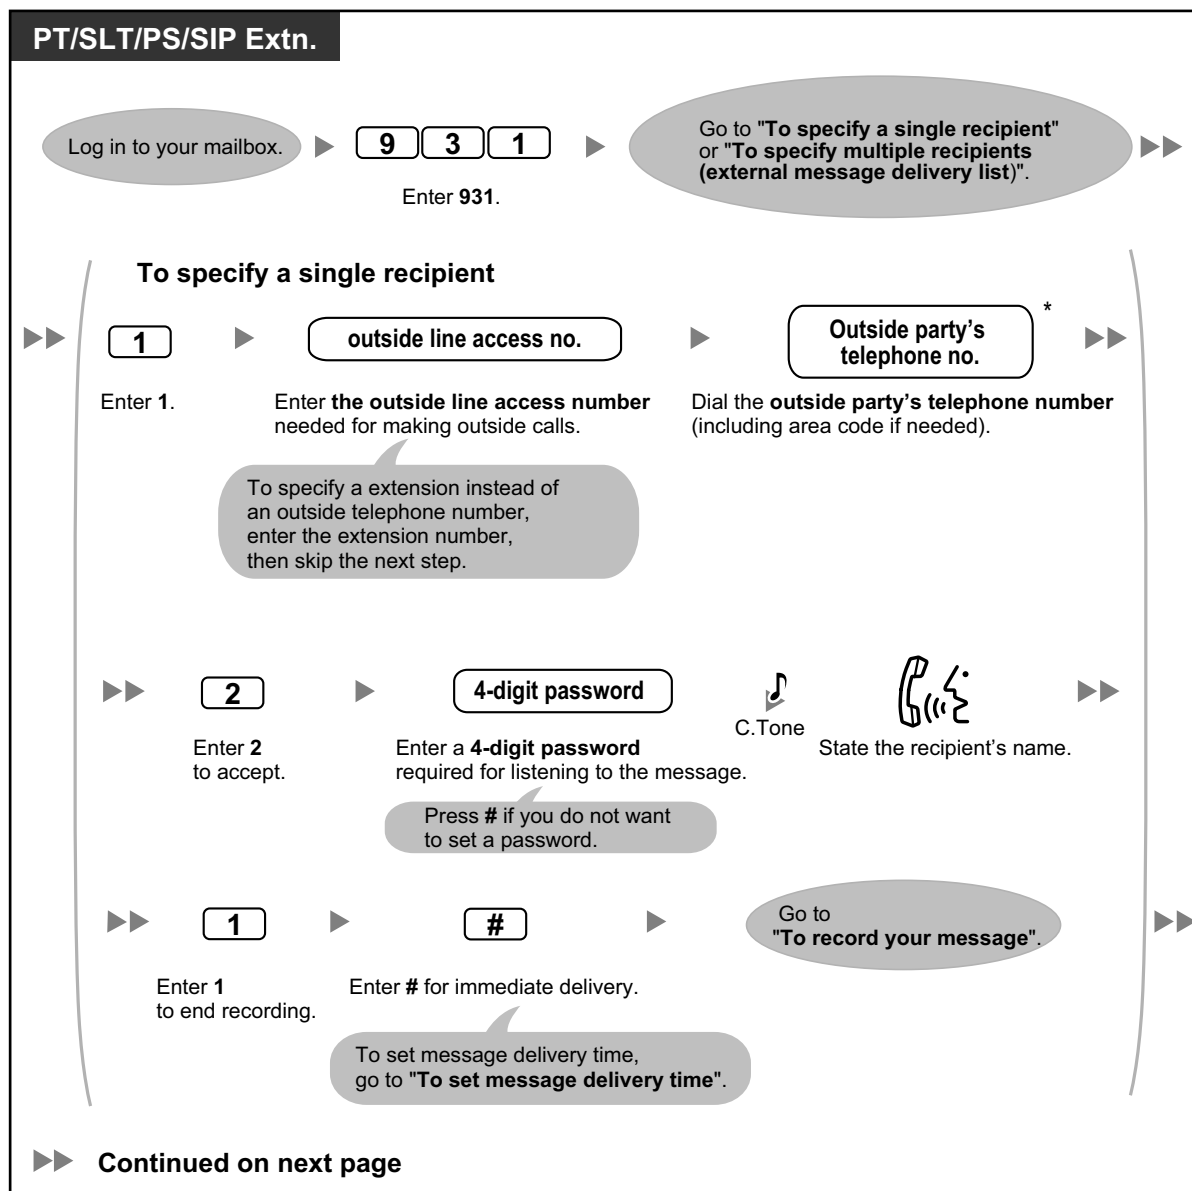 PT/SLT/PS/SIP Extn.
Log in to your mailbox.
9 3 1
Enter 931.
Go to "To specify a single recipient"
or "To specify multiple recipients
(external message delivery list)".
To specify a single recipient
1
Enter 1.
outside line access no.
Enter the outside line access number
needed for making outside calls.
To specify a extension instead of
an outside telephone number,
enter the extension number,
then skip the next step.
Outside party's
telephone no.
*
Dial the outside party's telephone number
(including area code if needed).
2
Enter 2
to accept.
4-digit password
Enter a 4-digit password
required for listening to the message.
Press # if you do not want
to set a password.
C.Tone
State the recipient's name.
1
Enter 1
to end recording.
#
Enter # for immediate delivery.
To set message delivery time,
go to "To set message delivery time".
Go to
"To record your message".
Continued on next page